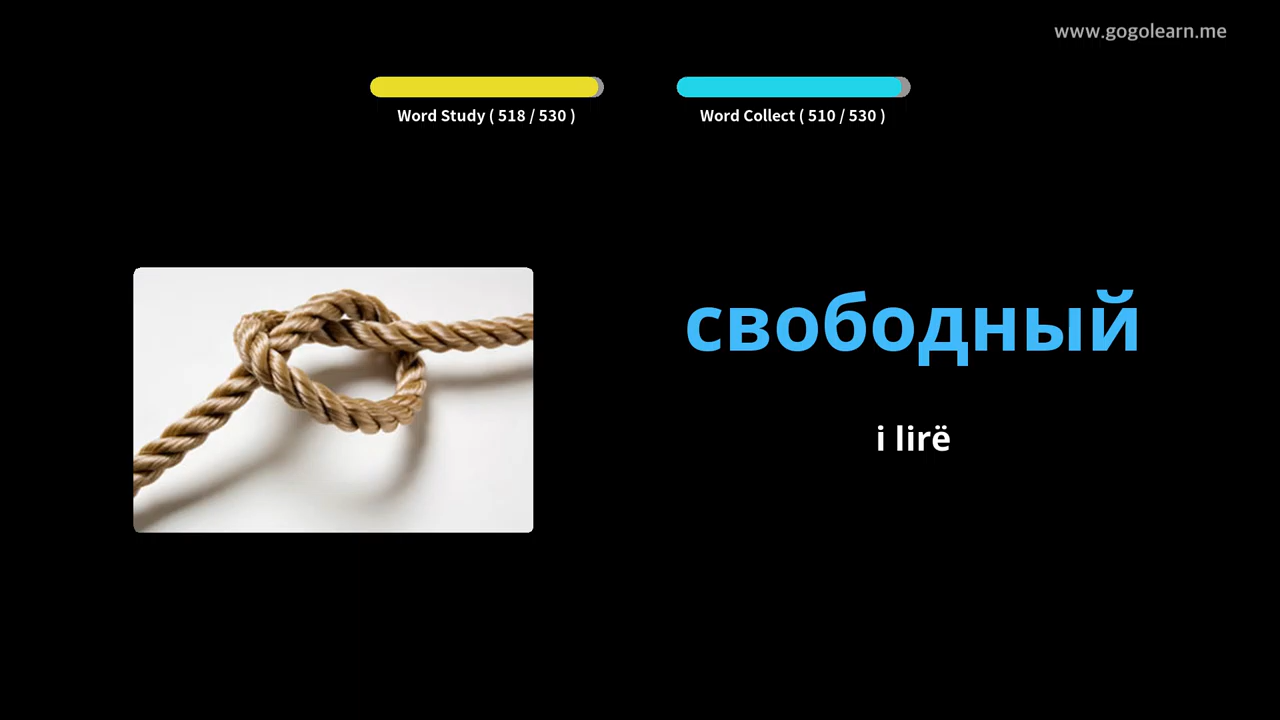 www.gogolearn.me
Word Study ( 518 / 530 )
Word Collect ( 510 / 530 )
свободный
i lirë